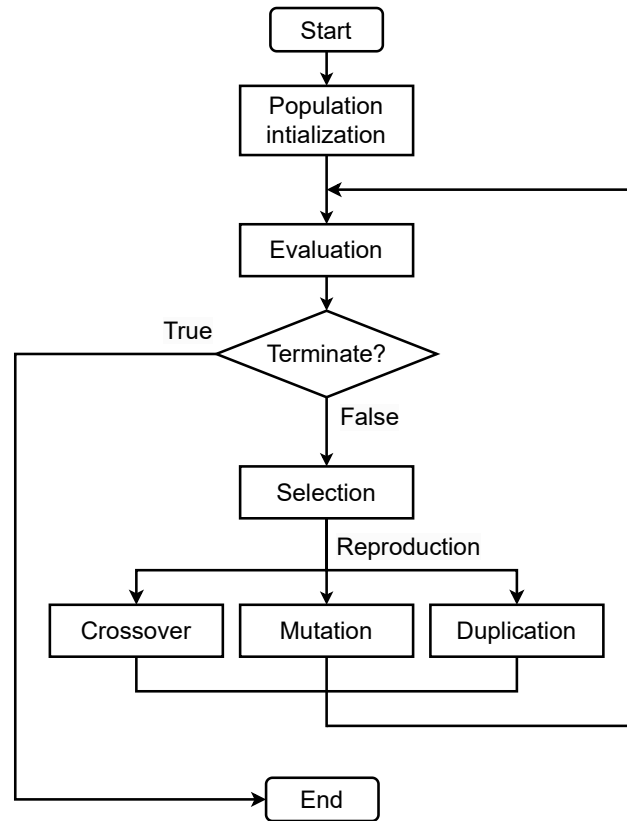 Start
Population
intialization
Evaluation
True
Terminate?
False
Selection
Reproduction
Crossover
Mutation
Duplication
End